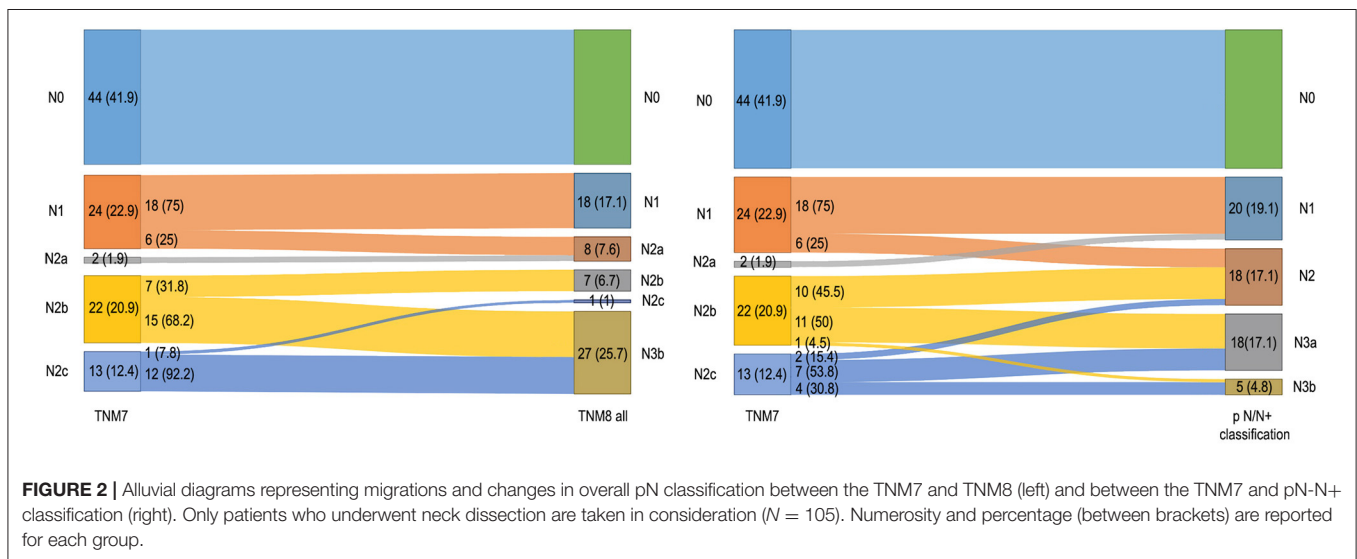 N0 44 (41.9) N0
N1 24 (22.9) 18 (75) 18 (17.1) N1
6 (25) 8 (7.6) N2a
N2a 2 (1.9)
7 (31.8) 7 (6.7) N2b
N2b 22 (20.9) 1 (1) N2c
15 (68.2)
27 (25.7) N3b
1 (7.8)
N2c 13 (12.4) 12 (92.2)
TNM7 TNM8 all
N0 44 (41.9) N0
N1 24 (22.9) 18 (75) 20 (19.1) N1
6 (25)
N2a 2 (1.9) 18 (17.1) N2
10 (45.5)
N2b 22 (20.9) 11 (50)
18(17.1) N3a
1 (4.5)
2 (15.4)
N2c 13 (12.4) 7 (53.8)
4 (30.8) 5 (4.8) N3b
TNM7 p N/N+
classification
FIGURE 2 | Alluvial diagrams representing migrations and changes in overall pN classification between the TNM7 and TNM8 (left) and between the TNM7 and pN-N+
classification (right). Only patients who underwent neck dissection are taken in consideration (N = 105). Numerosity and percentage (between brackets) are reported
for each group.